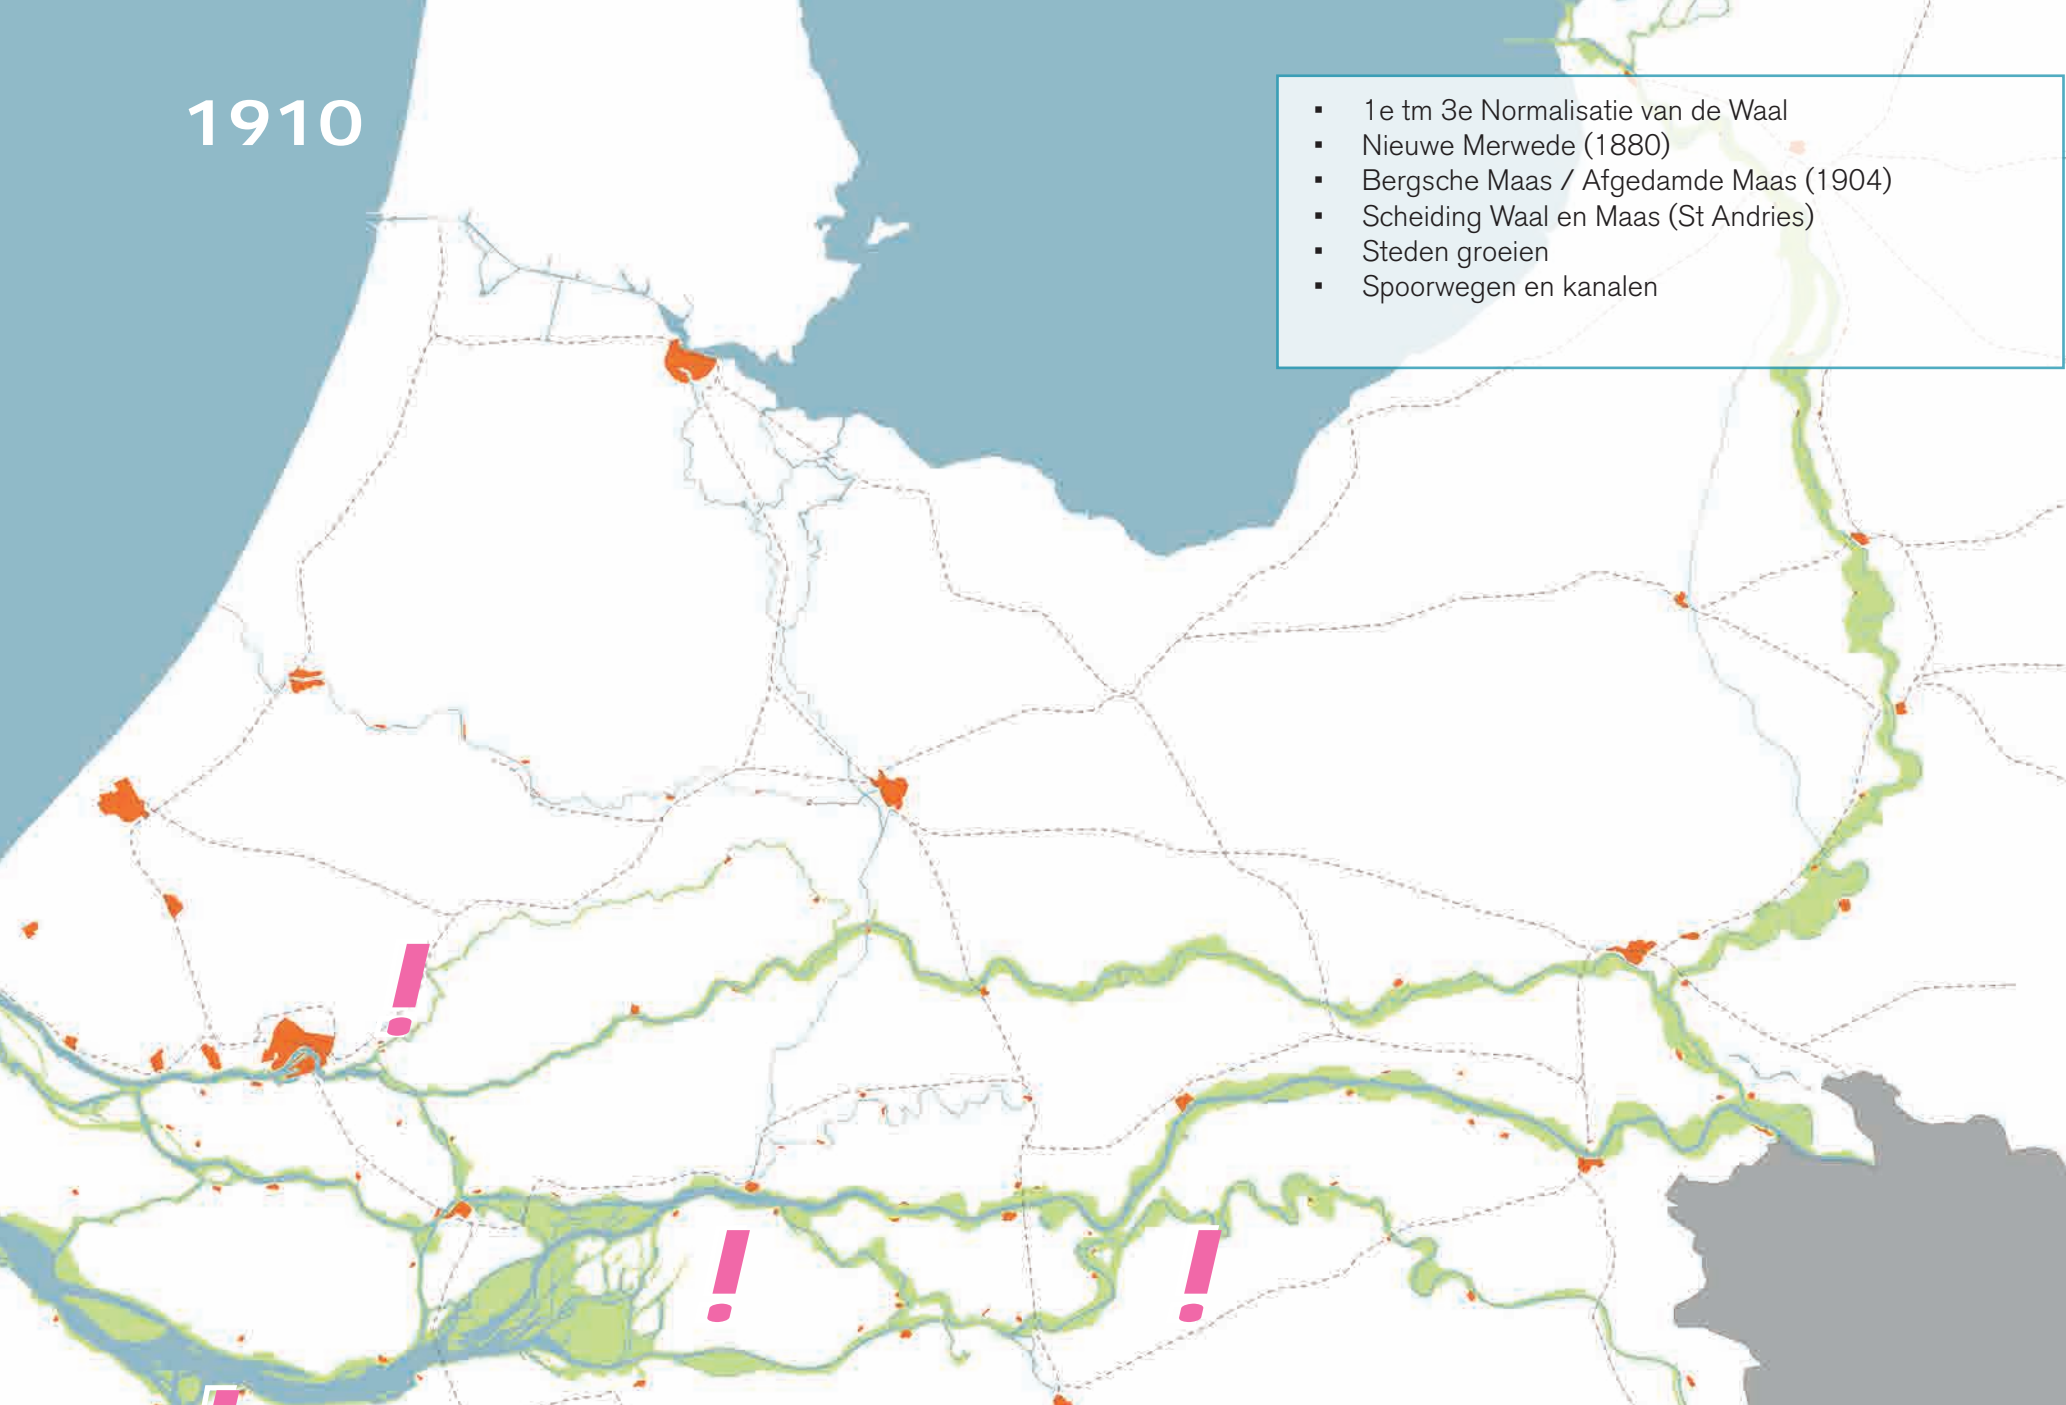 1910
▪ 1e tm 3e Normalisatie van de Waal
▪ Nieuwe Merwede (1880)
▪ Bergsche Maas / Afgedamde Maas (1904)
▪ Scheiding Waal en Maas (St Andries)
▪ Steden groeien
▪ Spoorwegen en kanalen
!
!
!